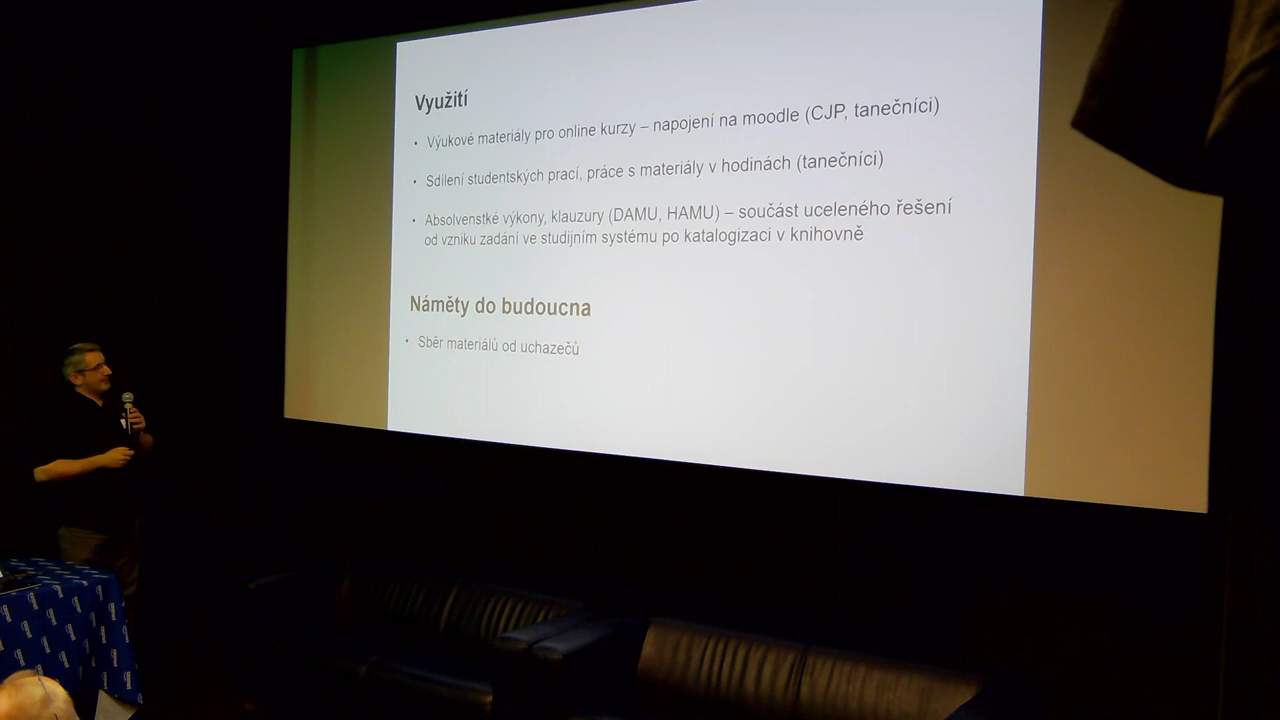 Využití
• Výukové materiály pro online kurzy – napojení na moodle (CJP, tanečníci)
• Sdílení studentských prací, práce s materiály v hodinách (tanečníci)
• Absolvenstké výkony, klauzury (DAMU, HAMU) – součást uceleného řešení
od vzniku zadání ve studijním systému po katalogizaci v knihovně
Náměty do budoucna
• Sběr materiálů od uchazečů